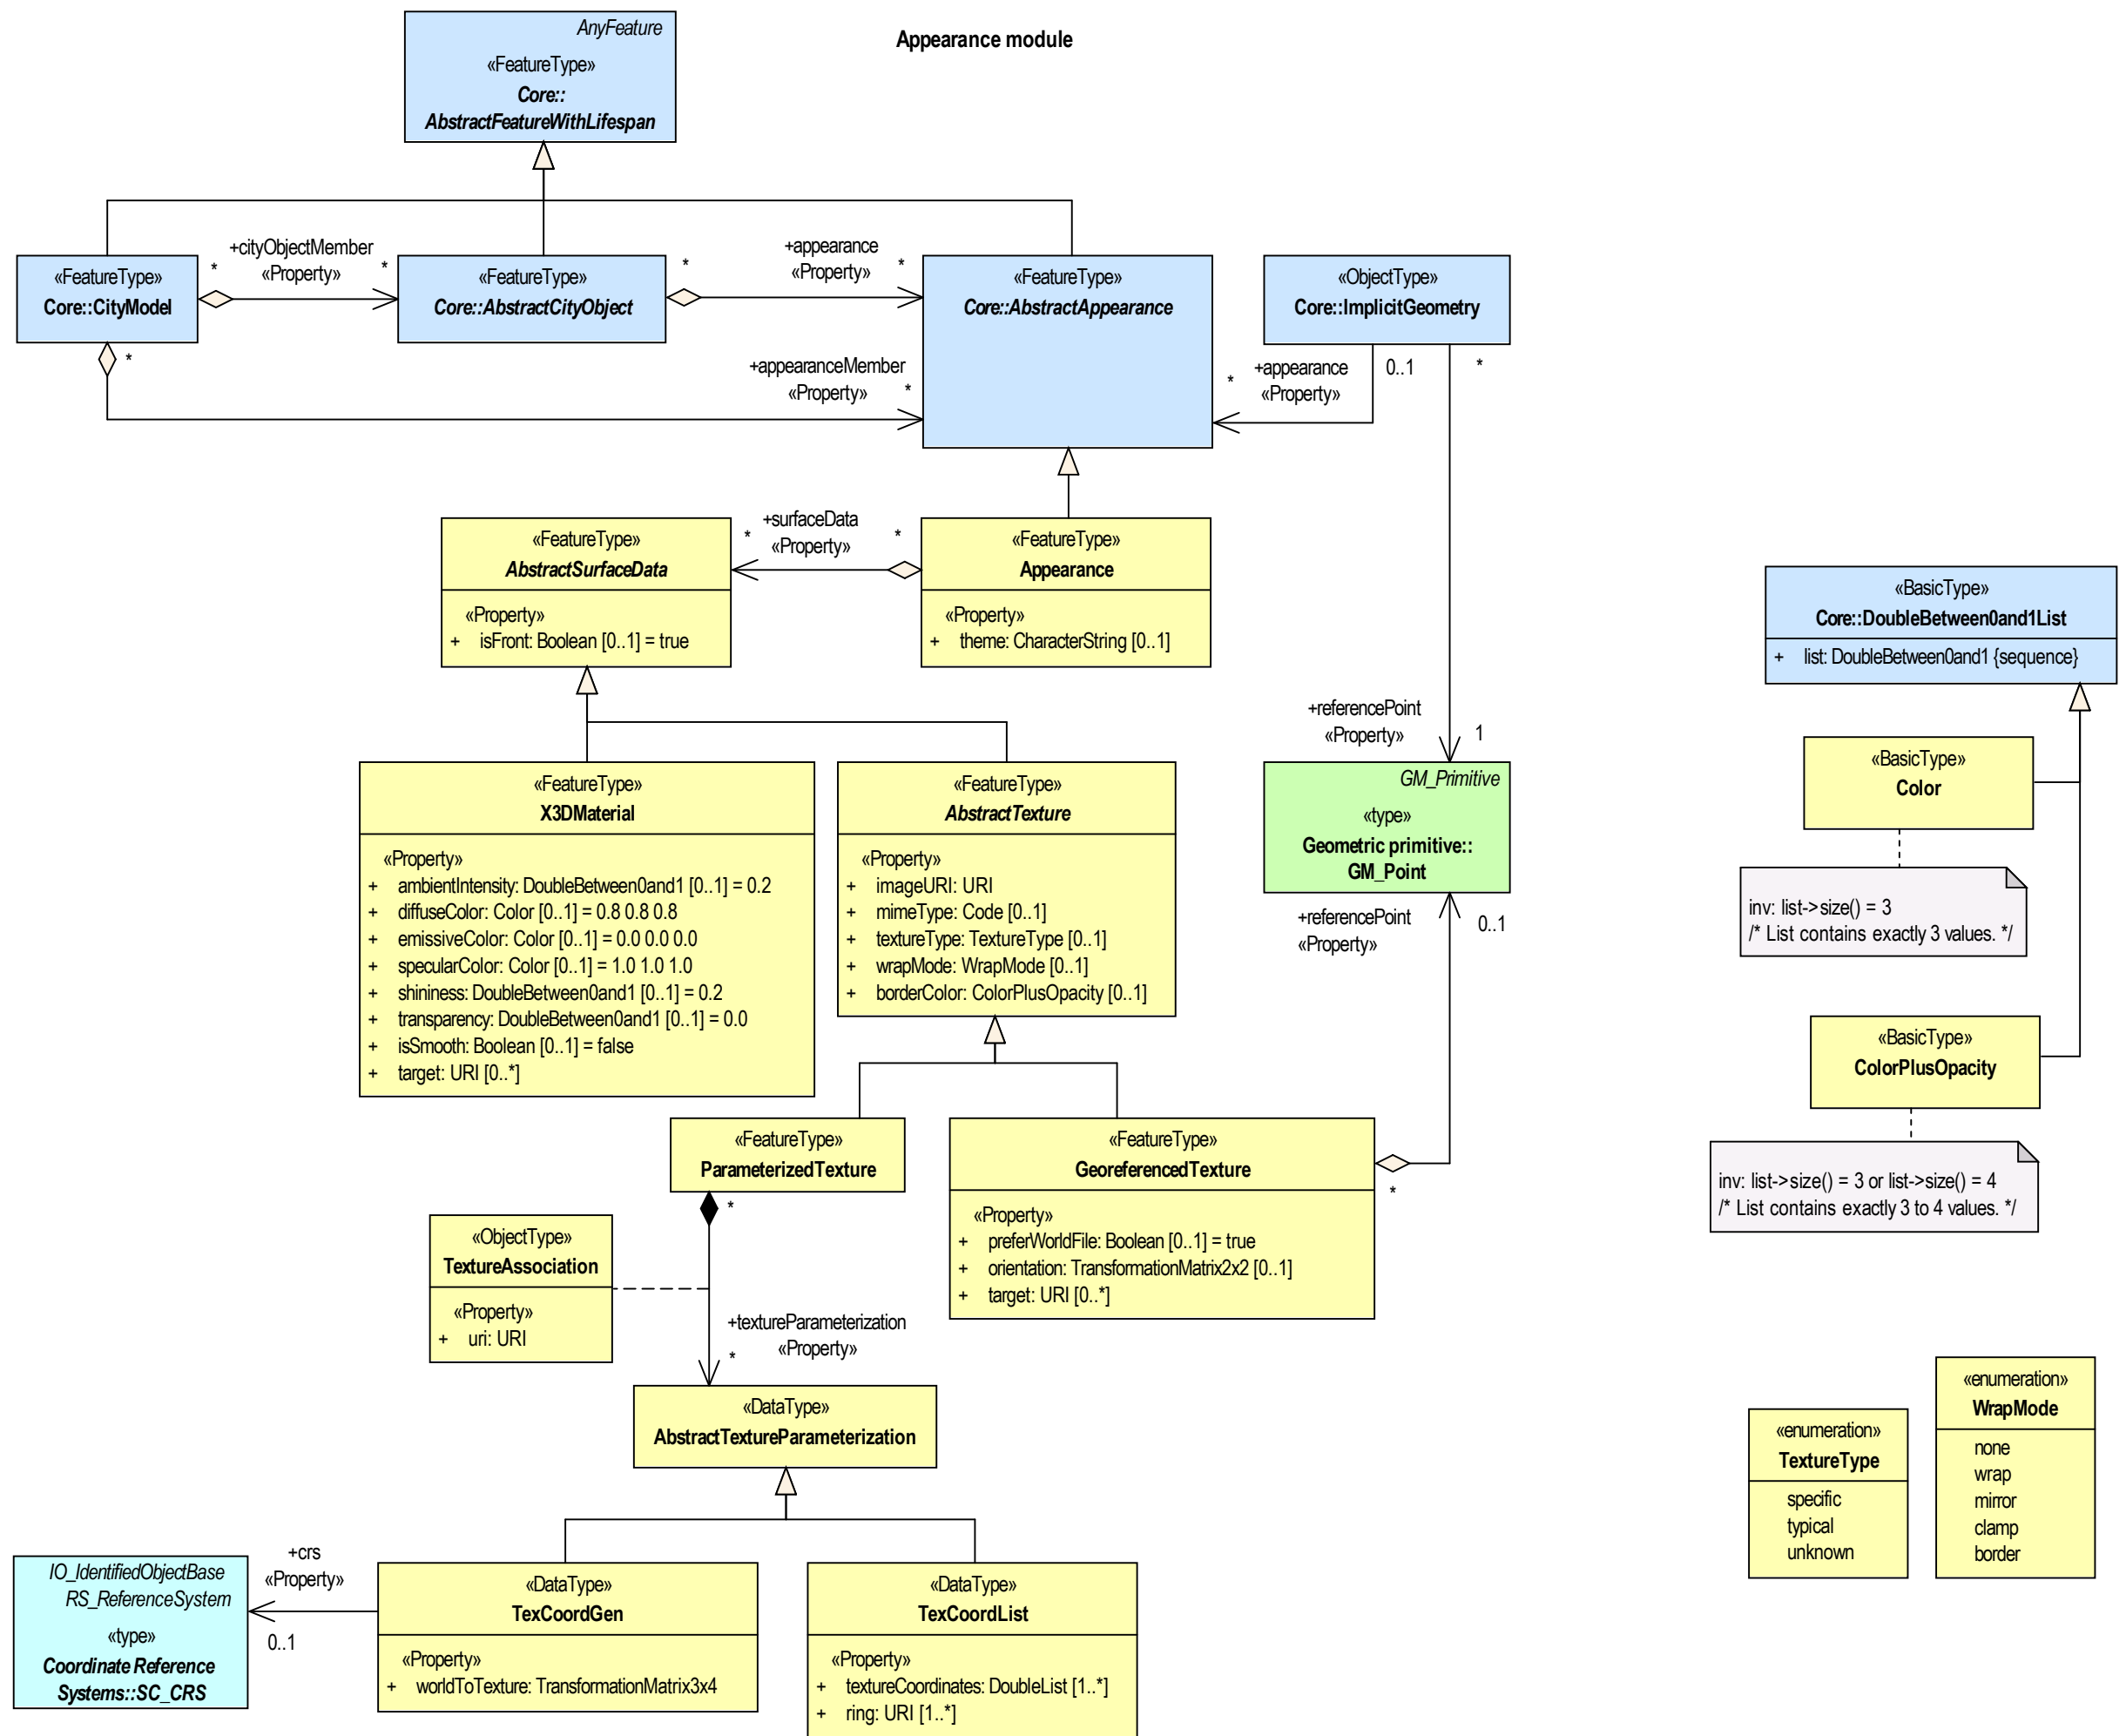 Appearance module
AnyFeature
«FeatureType»
Core::
AbstractFeatureWithLifespan
+cityObjectMember
«Property»
*
*
+appearance
«Property»
*
*
«FeatureType»
Core::CityModel
«FeatureType»
Core::AbstractCityObject
«FeatureType»
Core::AbstractAppearance
«ObjectType»
Core::ImplicitGeometry
*
+appearanceMember
«Property»
*
+appearance
«Property»
*
0..1
*
«FeatureType»
AbstractSurfaceData
«Property»
+ isFront: Boolean [0..1] = true
+surfaceData
«Property»
*
*
«FeatureType»
Appearance
«Property»
+ theme: CharacterString [0..1]
«BasicType»
Core::DoubleBetween0and1List
+ list: DoubleBetween0and1 {sequence}
+referencePoint
«Property»
1
«FeatureType»
X3DMaterial
«Property»
+ ambientIntensity: DoubleBetween0and1 [0..1] = 0.2
+ diffuseColor: Color [0..1] = 0.8 0.8 0.8
+ emissiveColor: Color [0..1] = 0.0 0.0 0.0
+ specularColor: Color [0..1] = 1.0 1.0 1.0
+ shininess: DoubleBetween0and1 [0..1] = 0.2
+ transparency: DoubleBetween0and1 [0..1] = 0.0
+ isSmooth: Boolean [0..1] = false
+ target: URI [0..*]
«FeatureType»
AbstractTexture
«Property»
+ imageURI: URI
+ mimeType: Code [0..1]
+ textureType: TextureType [0..1]
+ wrapMode: WrapMode [0..1]
+ borderColor: ColorPlusOpacity [0..1]
GM_Primitive
«type»
Geometric primitive::
GM_Point
+referencePoint
«Property»
0..1
«BasicType»
Color
inv: list->size() = 3
/* List contains exactly 3 values. */
«BasicType»
ColorPlusOpacity
inv: list->size() = 3 or list->size() = 4
/* List contains exactly 3 to 4 values. */
«FeatureType»
ParameterizedTexture
*
«FeatureType»
GeoreferencedTexture
«Property»
+ preferWorldFile: Boolean [0..1] = true
+ orientation: TransformationMatrix2x2 [0..1]
+ target: URI [0..*]
*
«ObjectType»
TextureAssociation
«Property»
+ uri: URI
+textureParameterization
«Property»
*
«DataType»
AbstractTextureParameterization
«enumeration»
TextureType
specific
typical
unknown
«enumeration»
WrapMode
none
wrap
mirror
clamp
border
IO_IdentifiedObjectBase
RS_ReferenceSystem
«type»
Coordinate Reference
Systems::SC_CRS
+crs
«Property»
0..1
«DataType»
TexCoordGen
«Property»
+ worldToTexture: TransformationMatrix3x4
«DataType»
TexCoordList
«Property»
+ textureCoordinates: DoubleList [1..*]
+ ring: URI [1..*]